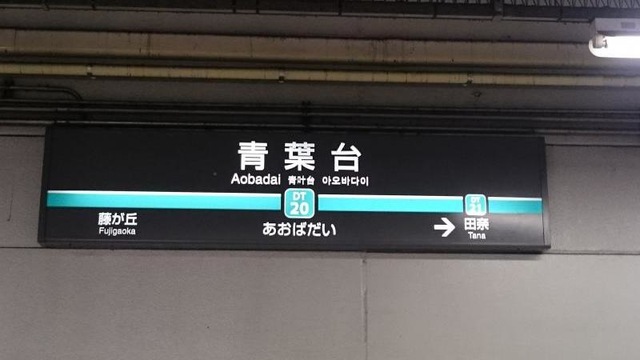 青葉台
Aobadai 青叶台 아오바다이
DT
20
DT
21
藤が丘
Fujigaoka
あおばだい
→ 田奈
Tana